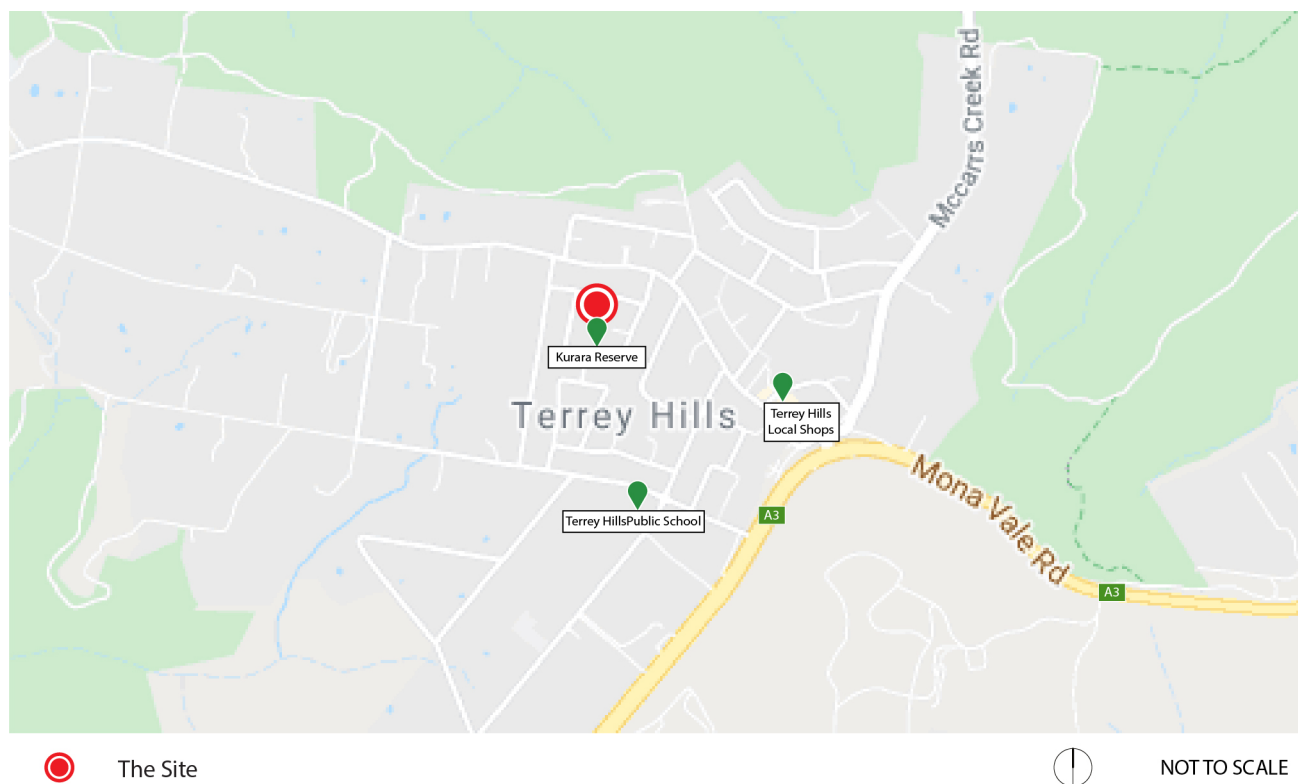 Mccarrs Creek Rd
Kurara Reserve
Terrey Hills
Terrey Hills
Local Shops
Mona Vale Rd
Terrey HillsPublic School
A3
A3
The Site
NOT TO SCALE